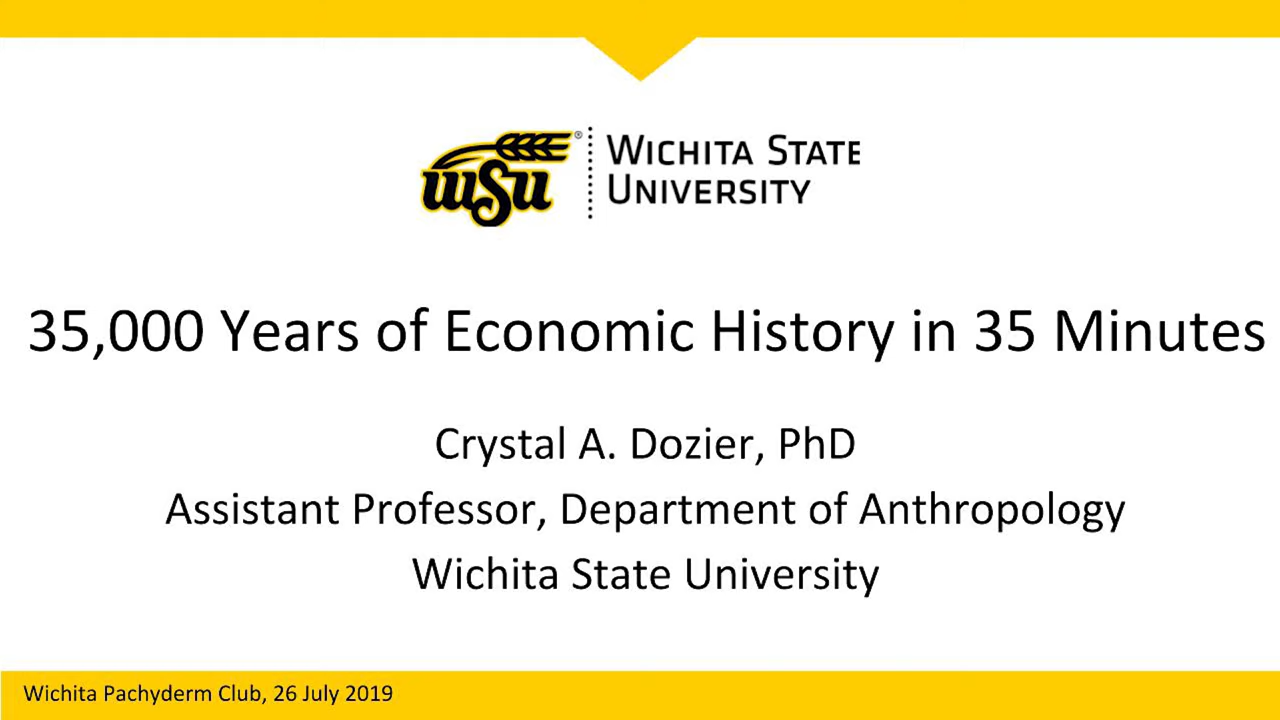 wsu® WICHITA STATE
UNIVERSITY
35,000 Years of Economic History in 35 Minutes
Crystal A. Dozier, PhD
Assistant Professor, Department of Anthropology
Wichita State University
Wichita Pachyderm Club, 26 July 2019